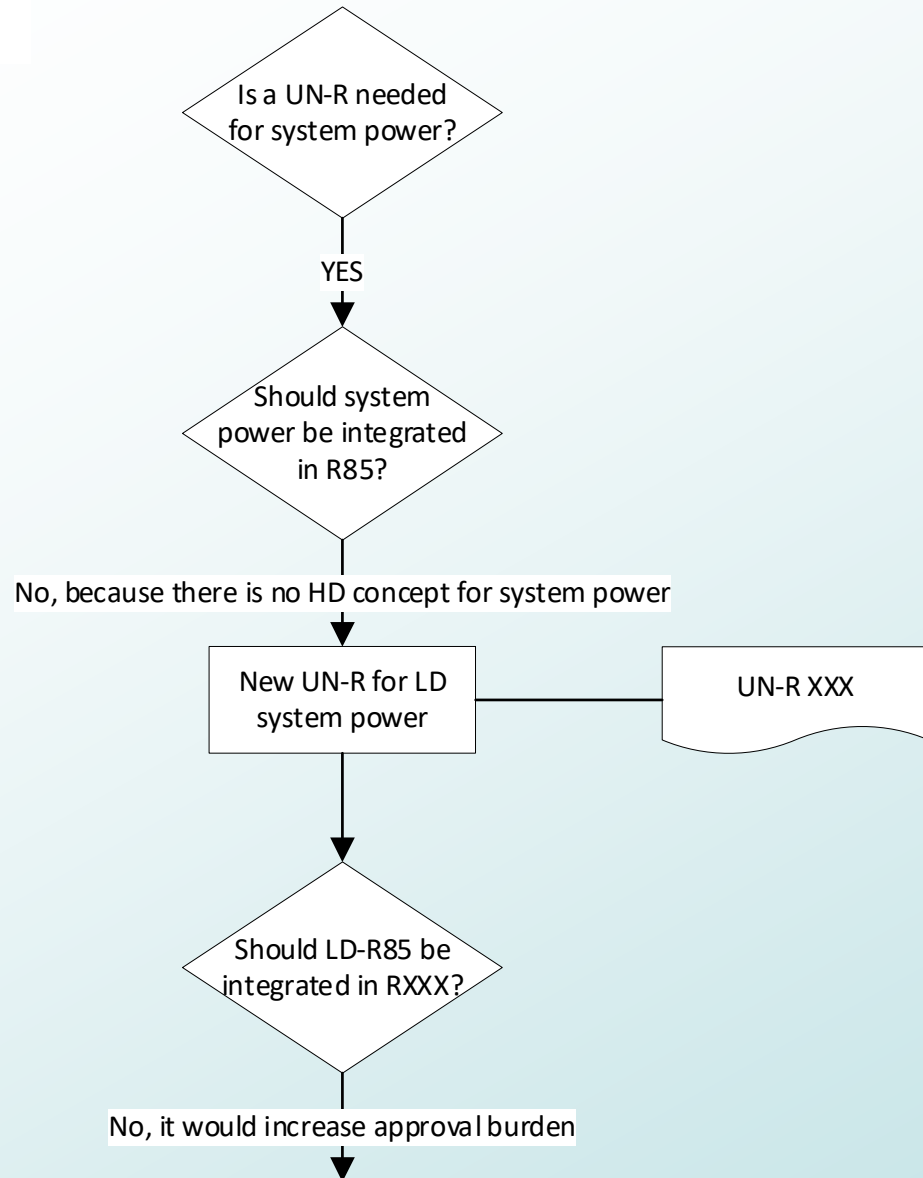 Is a UN-R needed
for system power?
YES
Should system
power be integrated
in R85?
No, because there is no HD concept for system power
New UN-R for LD
system power
UN-R XXX
Should LD-R85 be
integrated in RXXX?
No, it would increase approval burden